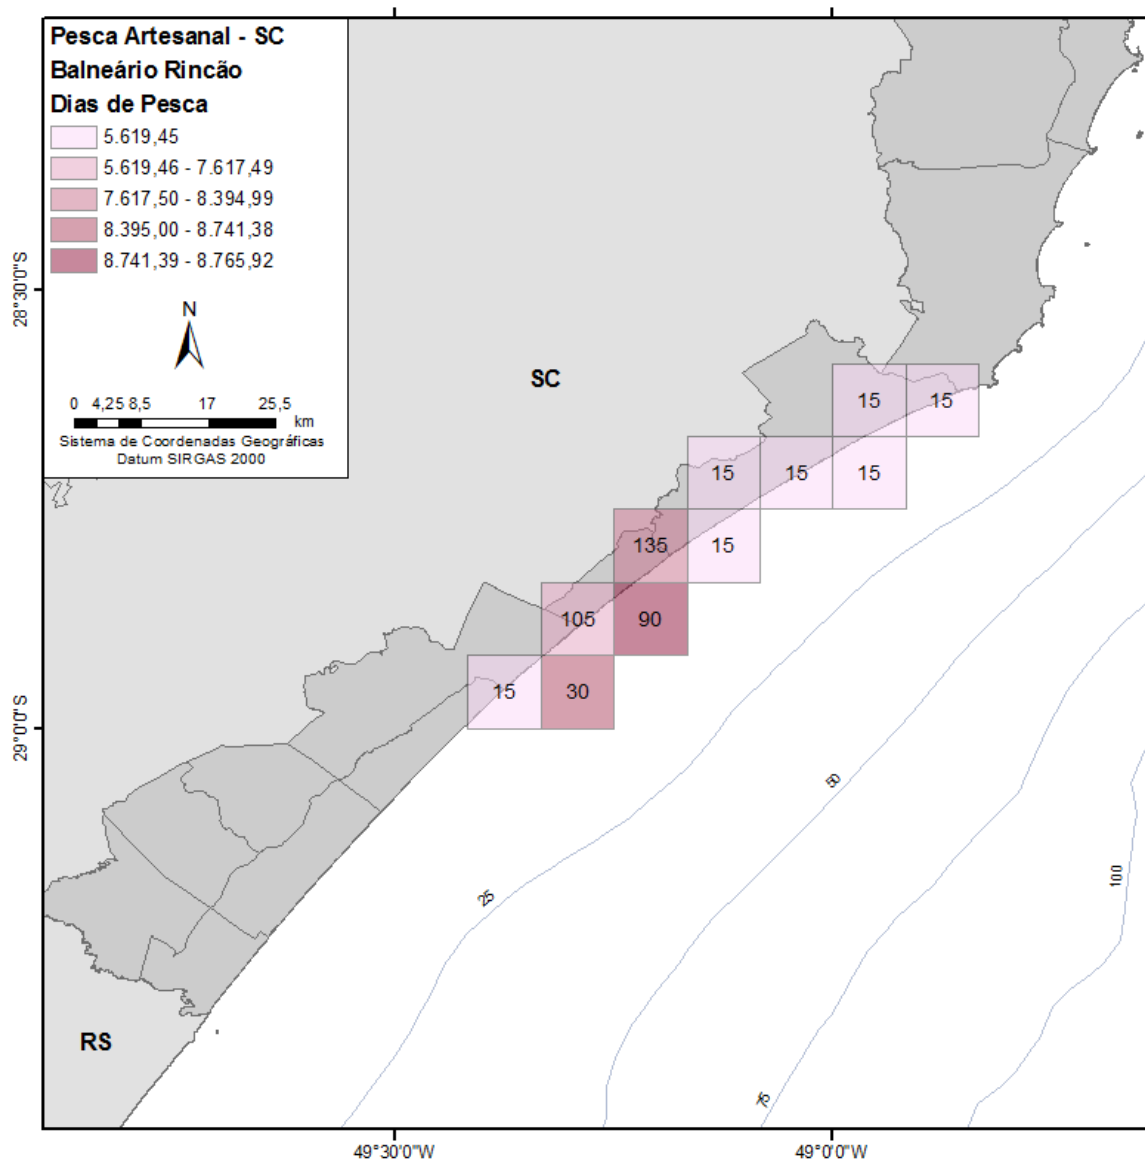 Pesca Artesanal - SC
Balneário Rincão
Dias de Pesca
5.619,45
5.619,46 - 7.617,49
7.617,50 - 8.394,99
8.395,00 - 8.741,38
8.741,39 - 8.765,92
N
0 4,25 8,5 17 25,5
km
Sistema de Coordenadas Geográficas
Datum SIRGAS 2000
28°30'0"S
SC
15 15
15 15 15
135 15
105 90
15 30
29°0'0"S
50
25
100
75
RS
49°30'0"W 49°0'0"W